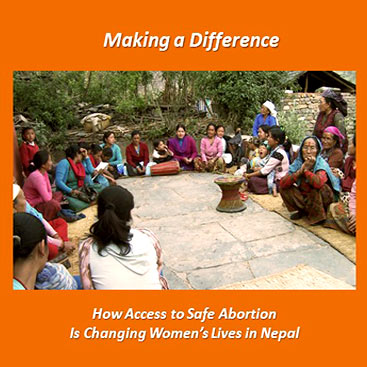 Making a Difference
How Access to Safe Abortion
Is Changing Women's Lives in Nepal